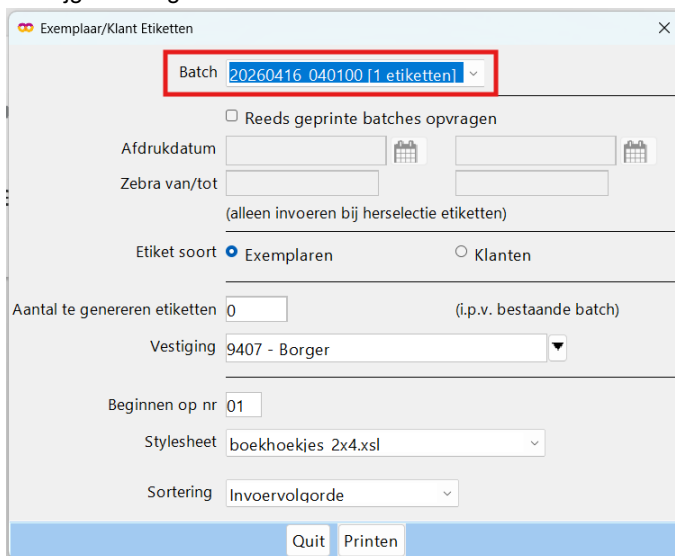 Exemplaar/Klant Etiketten
Batch 20260416_040100 [1 etiketten]
Reeds geprinte batches opvragen
Afdrukdatum
Zebra van/tot
(alleen invoeren bij herselectie etiketten)
Etiket soort Exemplaren Klanten
Aantal te genereren etiketten 0 (i.p.v. bestaande batch)
Vestiging 9407 - Borger
Beginnen op nr 01
Stylesheet boekhoekjes_2x4.xsl
Sortering Invoervolgorde
Quit Printen